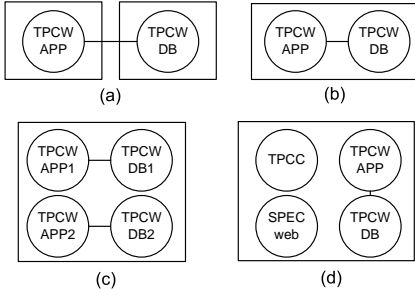 TPCW
APP
TPCW
DB
(a)
TPCW
APP
TPCW
DB
(b)
TPCW
APP1
TPCW
DB1
TPCW
APP2
TPCW
DB2
(c)
TPCC
TPCW
APP
SPEC
web
TPCW
DB
(d)